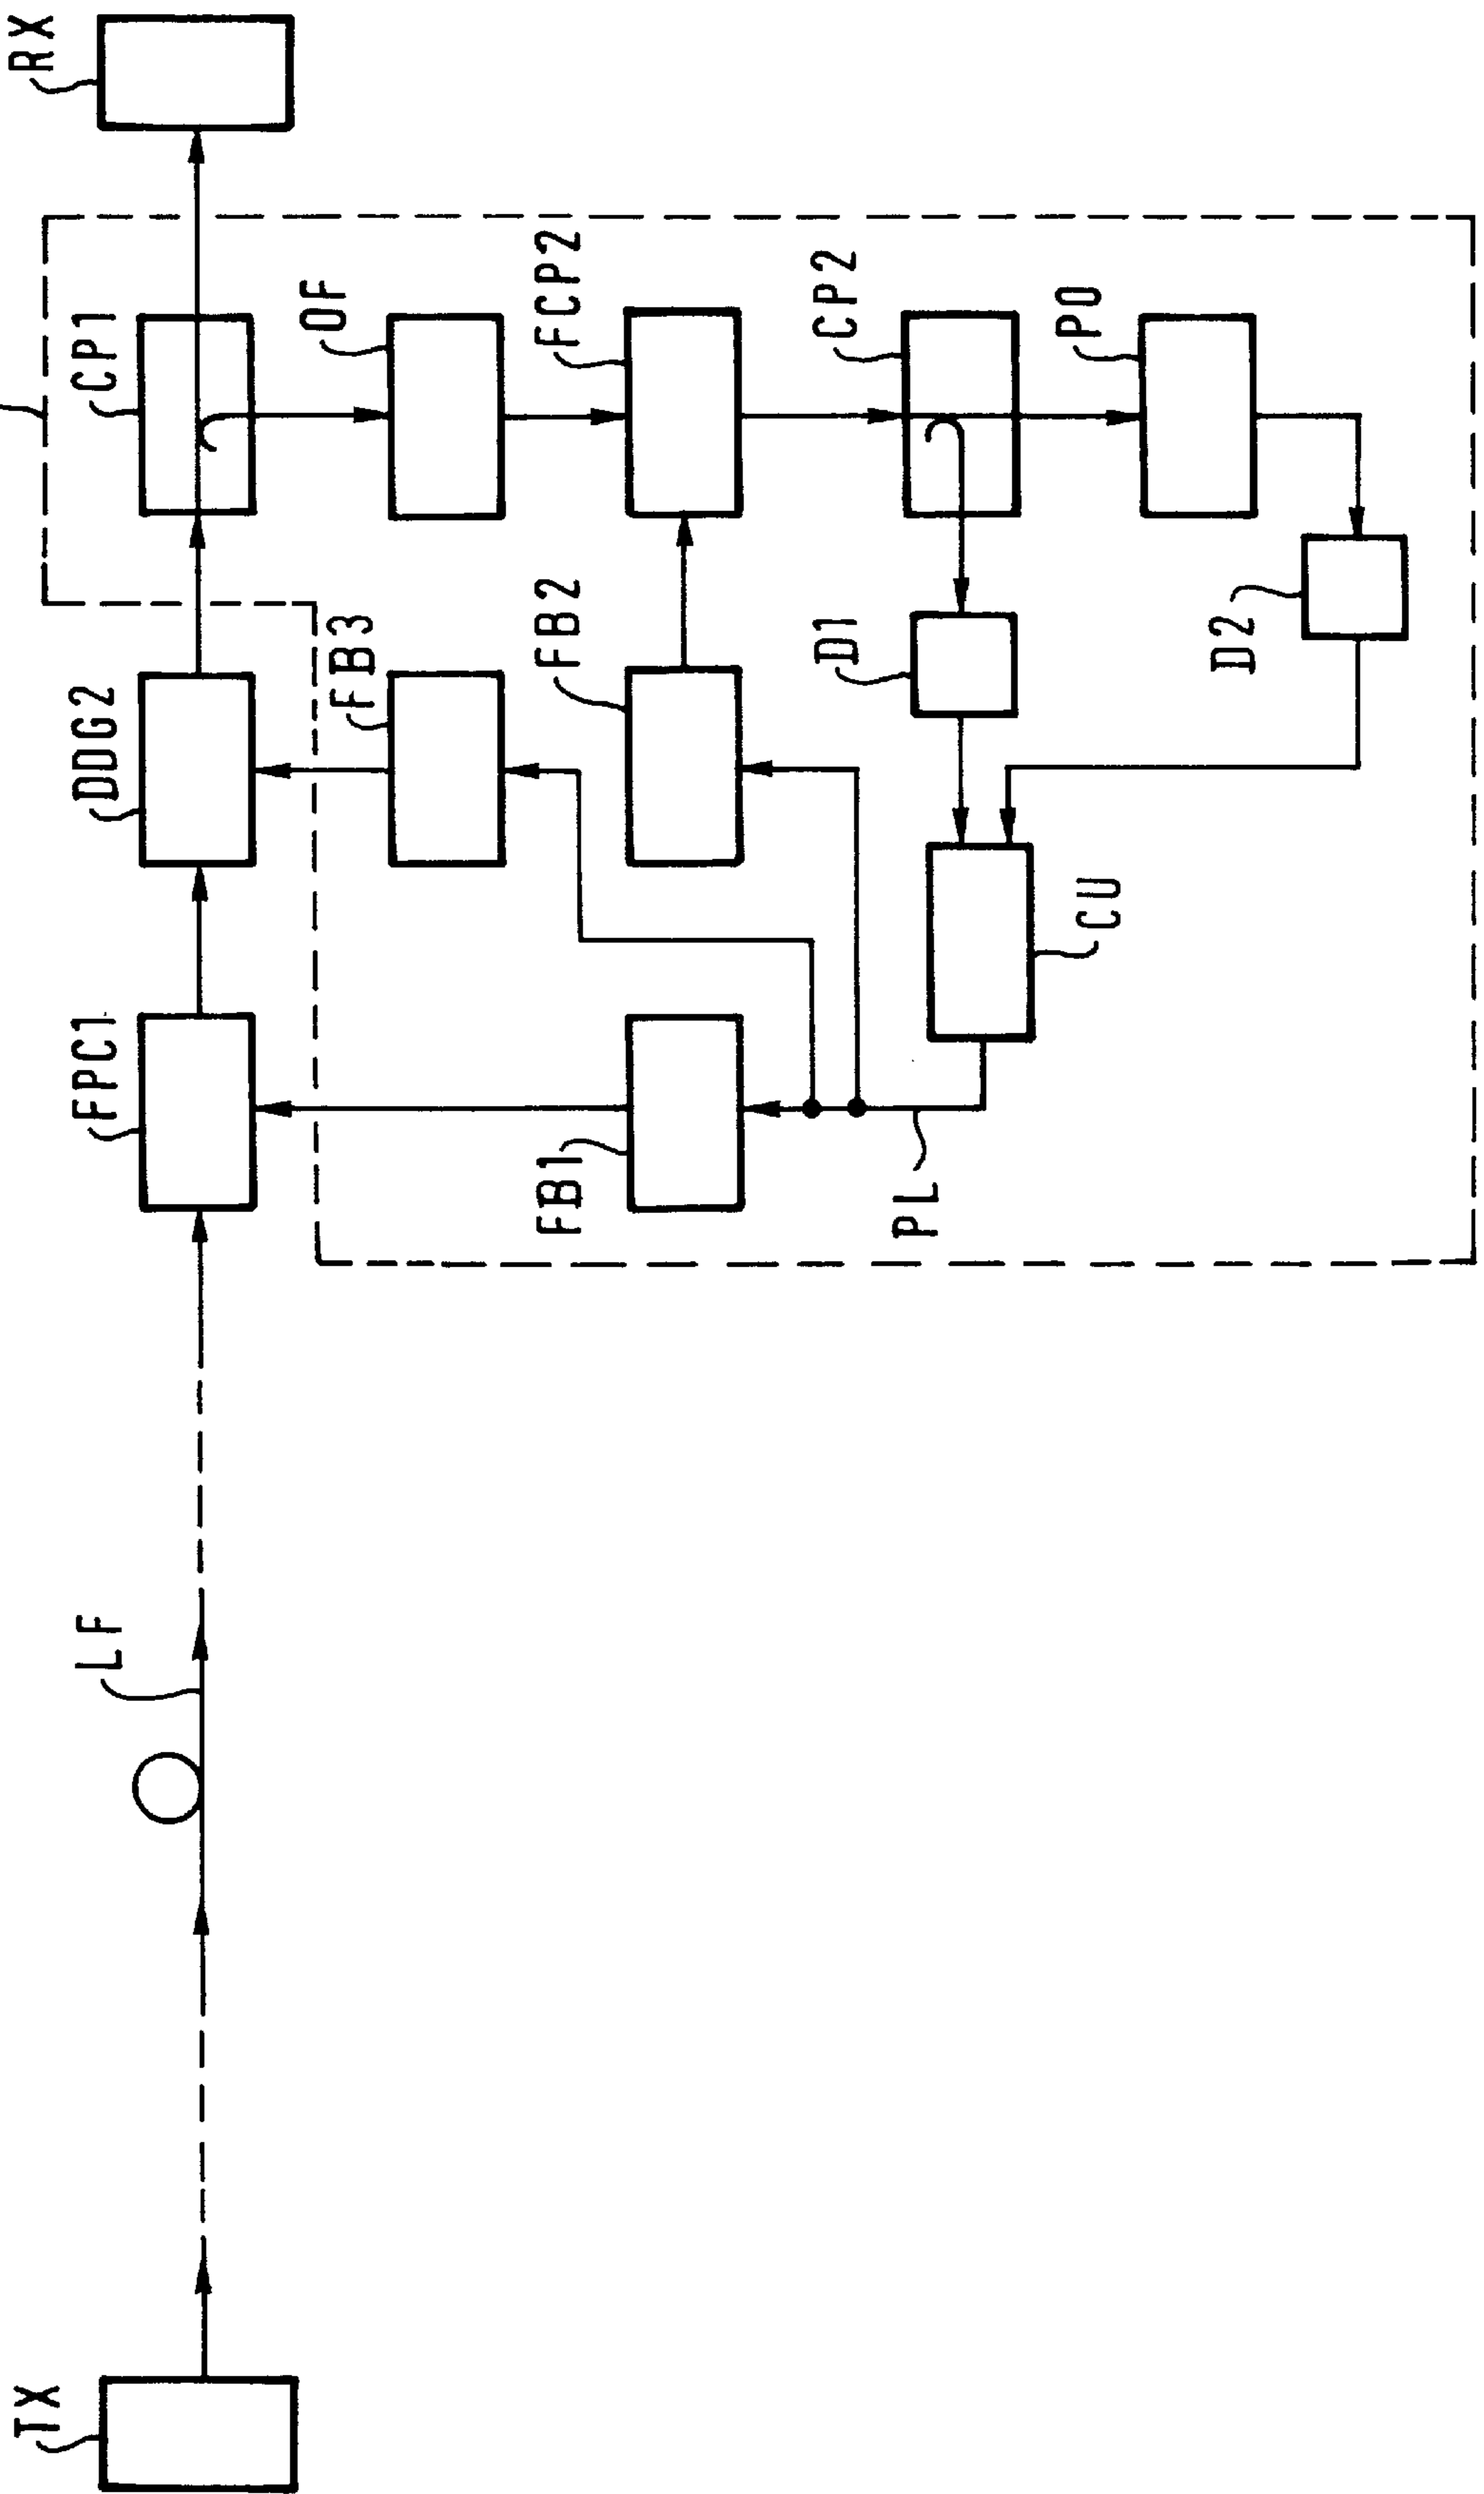 TX
LF
FPC1
DDG2
CP1
RX
FB3
OF
FB1
FB2
FCP2
D1
CP2
PL
CU
PO
D2